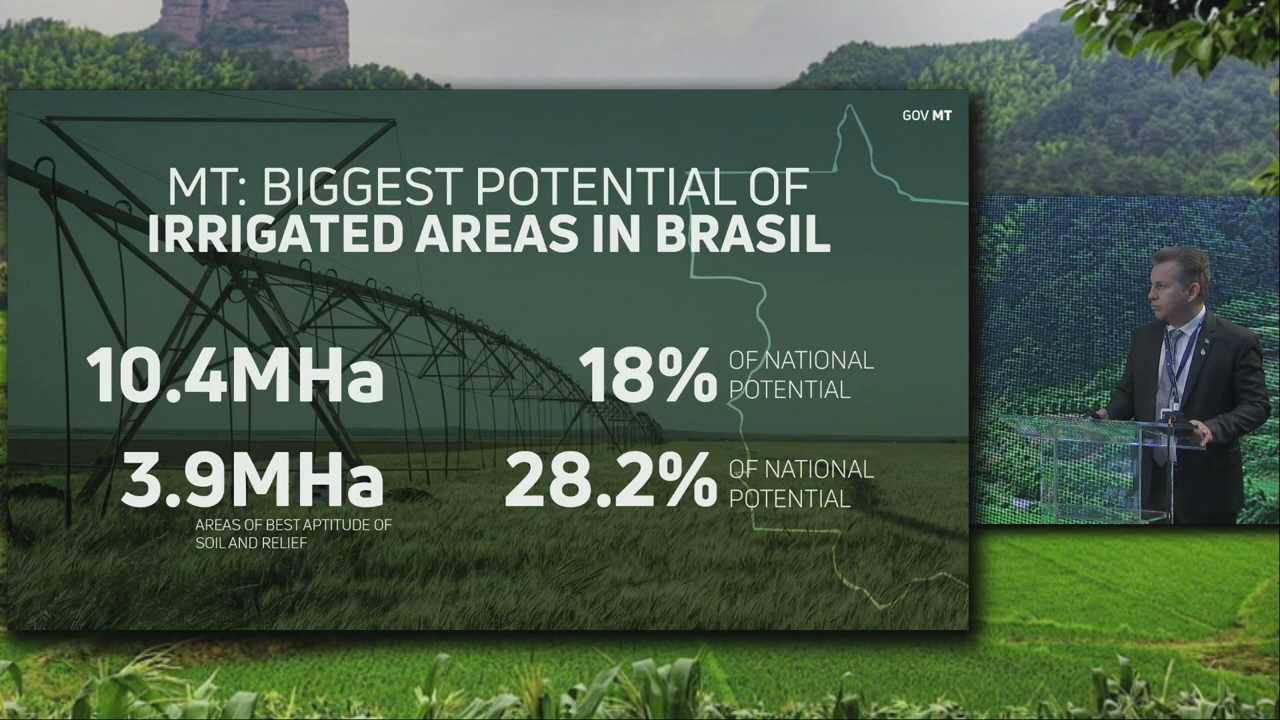 GOV MT
MT: BIGGEST POTENTIAL OF
IRRIGATED AREAS IN BRASIL
10.4MHa
18% OF NATIONAL
POTENTIAL
3.9MHa
AREAS OF BEST APTITUDE OF
SOIL AND RELIEF
28.2% OF NATIONAL
POTENTIAL